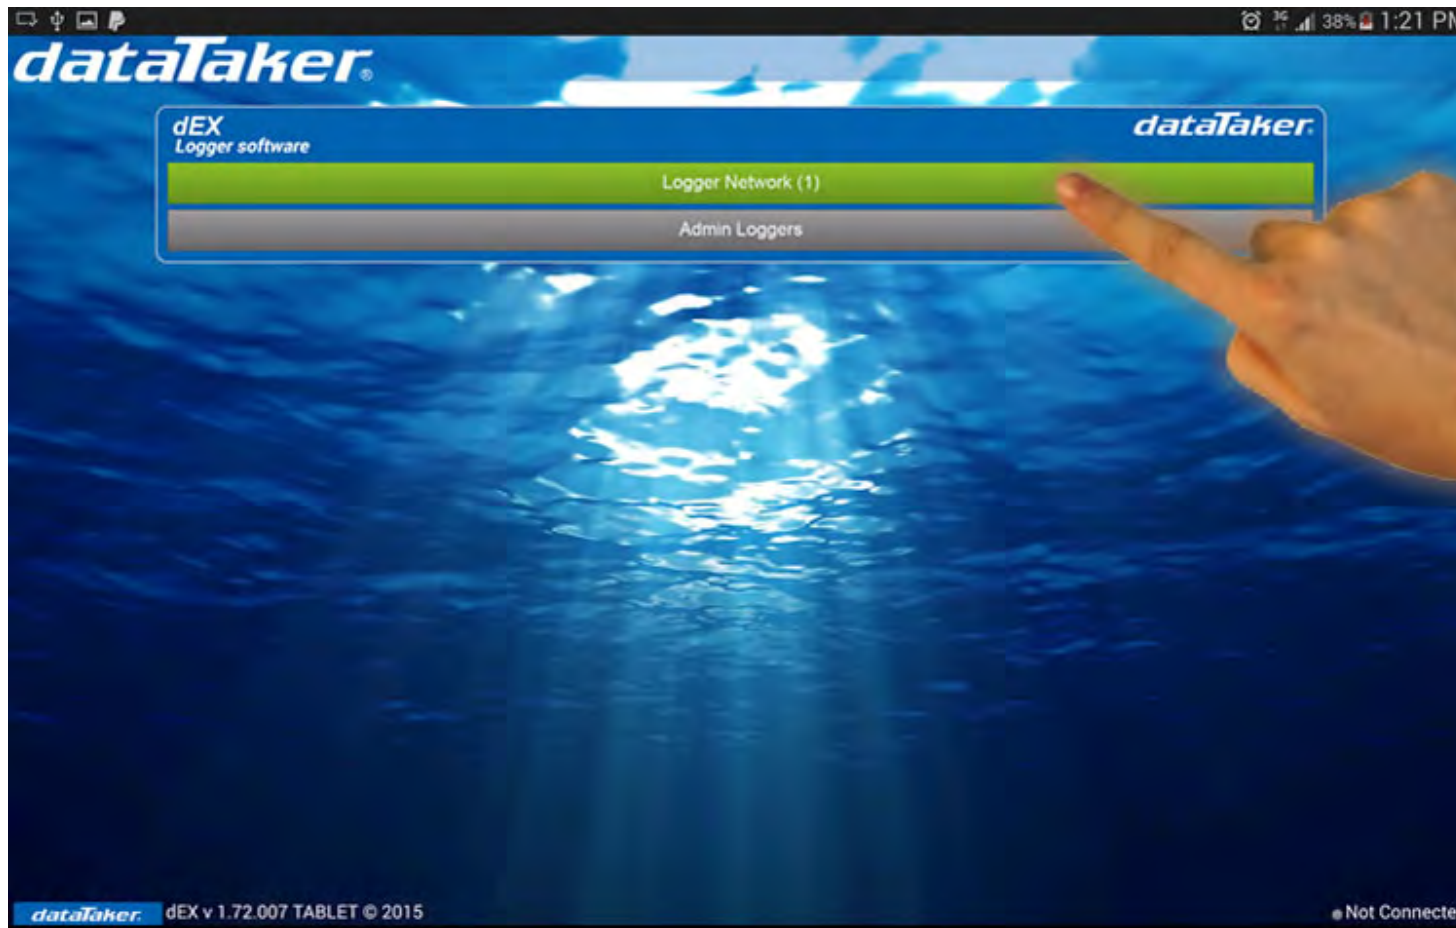 3G 38% 1:21 PM
dataTaker®
dEX
Logger software
dataTaker.
Logger Network (1)
Admin Loggers
dataTaker. dEX v 1.72.007 TABLET © 2015
Not Connecte